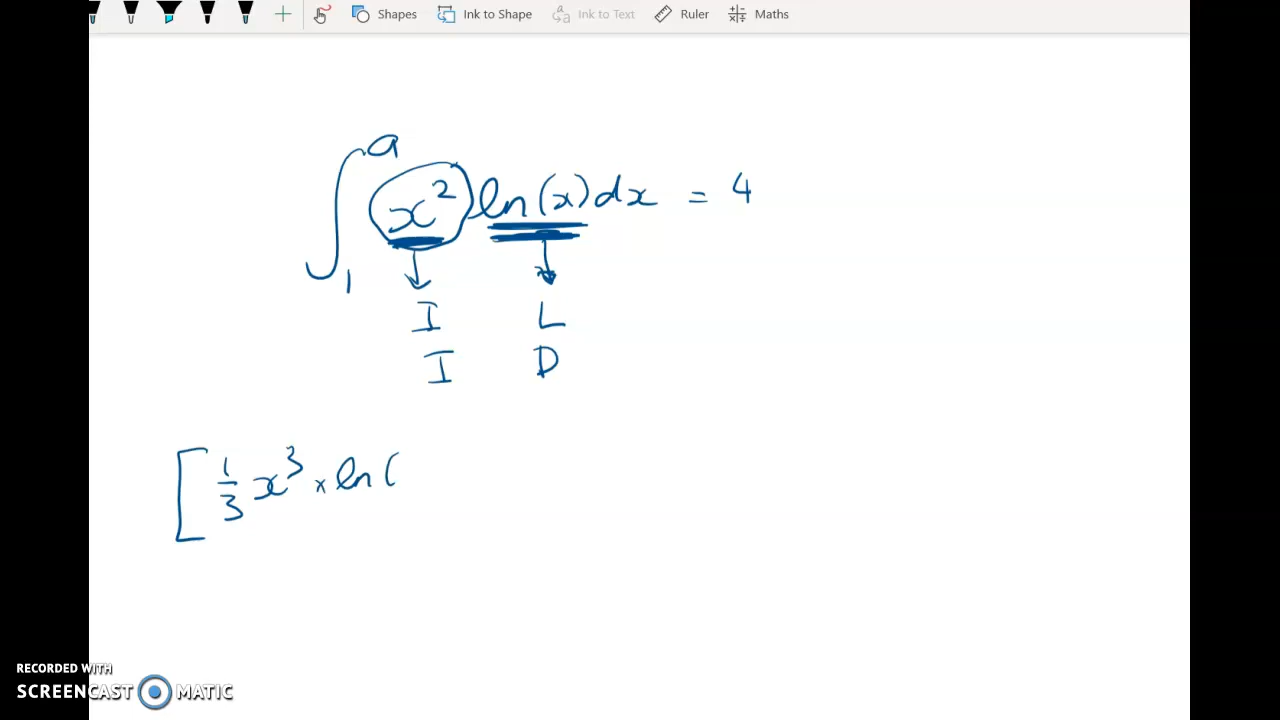 Shapes Ink to Shape Ink to Text Ruler Maths
∫₁ᵃ x² ln(x) dx = 4
I L
I D
[ 1/3 x³ × ln(
RECORDED WITH
SCREENCAST MATIC